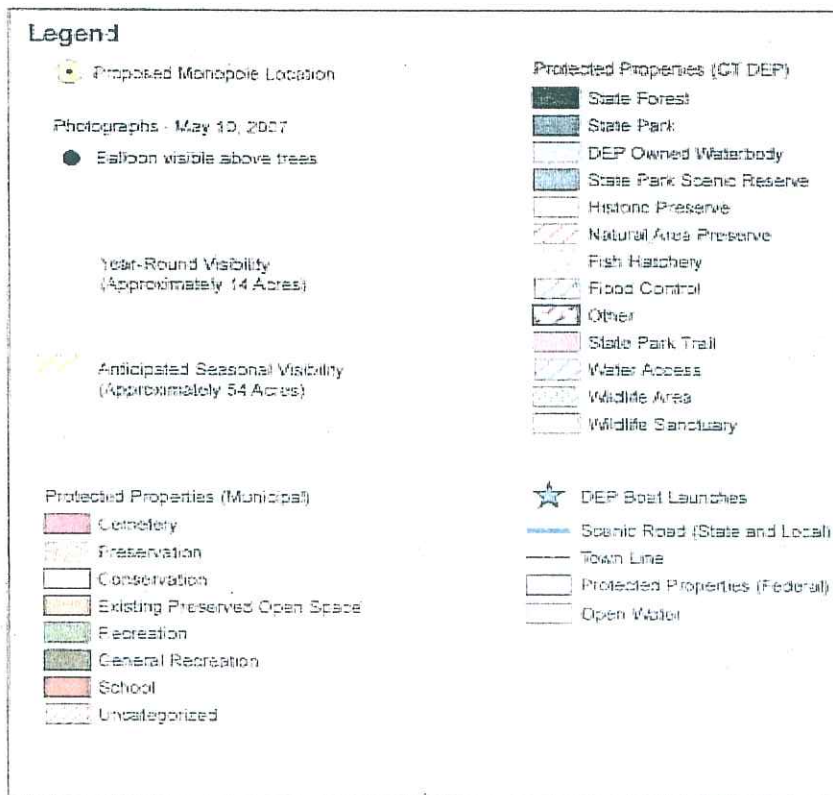 Legend
Proposed Monopole Location
Photographs - May 10, 2007
Balloon visible above trees
Year-Round Visibility
(Approximately 14 Acres)
Anticipated Seasonal Visibility
(Approximately 54 Acres)
Protected Properties (Municipal)
Cemetery
Preservation
Conservation
Existing Preserved Open Space
Recreation
General Recreation
School
Uncategorized
Protected Properties (CT DEP)
State Forest
State Park
DEP Owned Waterbody
State Park Scenic Reserve
Historic Preserve
Natural Area Preserve
Fish Hatchery
Flood Control
Other
State Park Trail
Water Access
Wildlife Area
Wildlife Sanctuary
DEP Boat Launches
Scenic Road (State and Local)
Town Line
Protected Properties (Federal)
Open Water